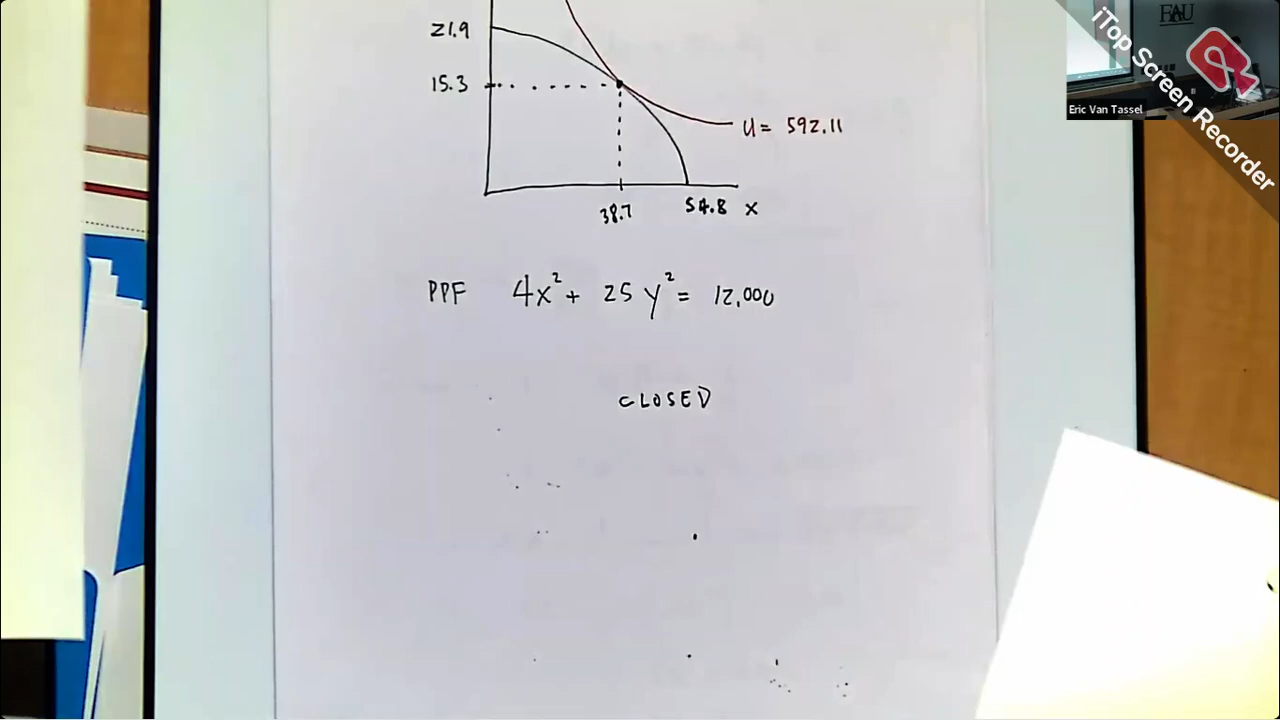 21.9
15.3
U = 592.11
38.7
54.8 X
PPF 4x² + 25y² = 12,000
CLOSED
FAU
Eric Van Tassel
iTop Screen Recorder